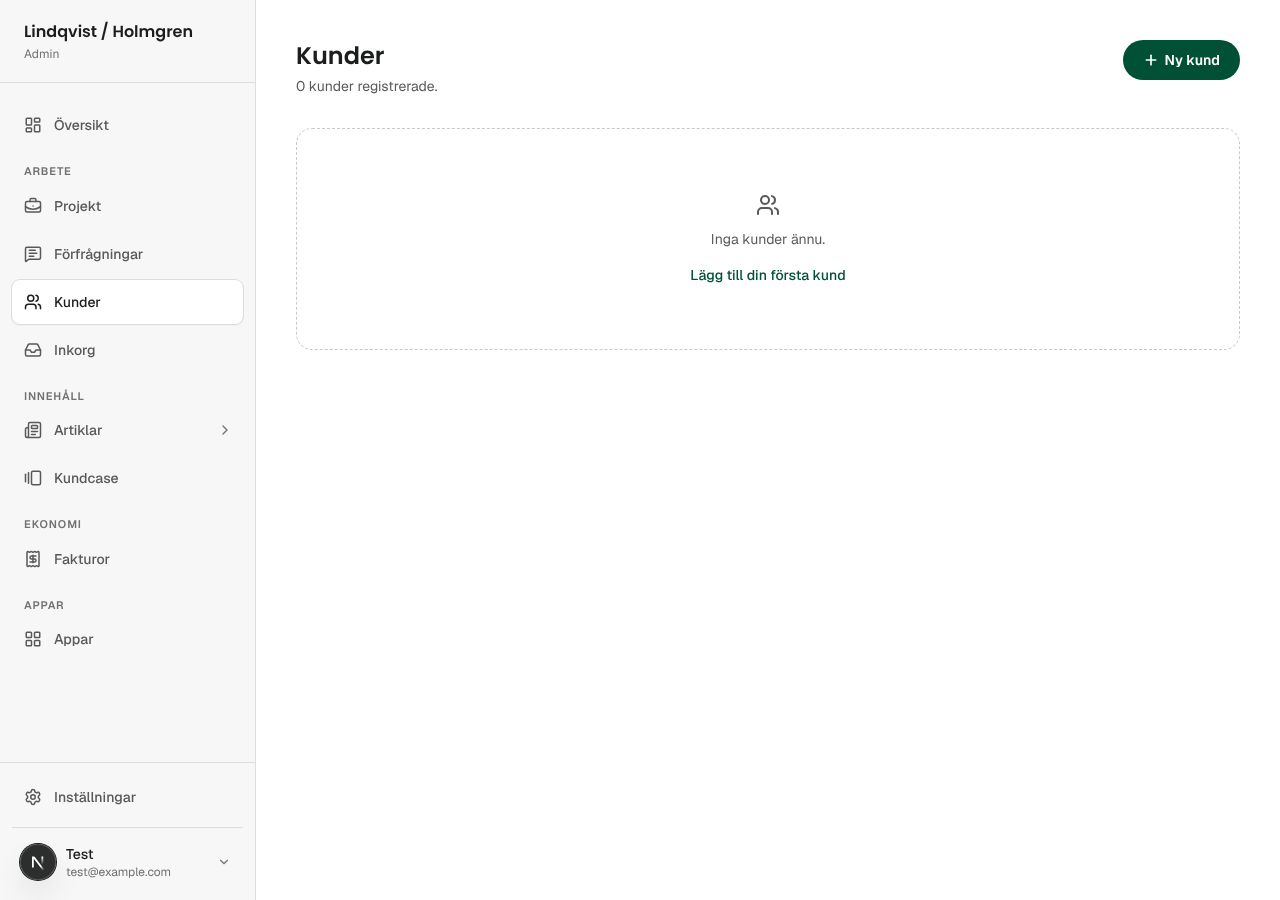 Lindqvist / Holmgren
Admin
Översikt
ARBETE
Projekt
Förfrågningar
Kunder
Inkorg
INNEHÅLL
Artiklar
Kundcase
EKONOMI
Fakturor
APPAR
Appar
Inställningar
N
Test
test@example.com
Kunder
0 kunder registrerade.
+ Ny kund
Inga kunder ännu.
Lägg till din första kund